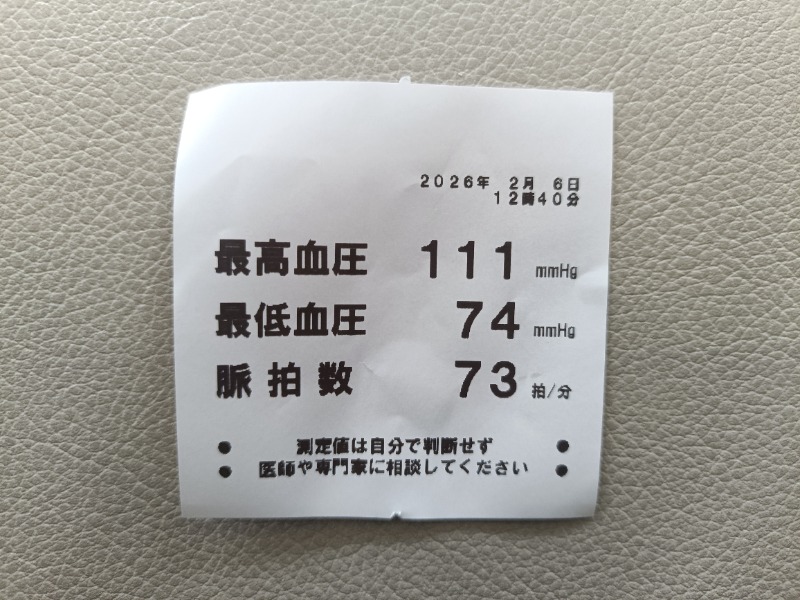 2026年 2月 6日
12時40分
最高血圧 111 mmHg
最低血圧 74 mmHg
脈拍数 73 拍/分
● 測定値は自分で判断せず ●
● 医師や専門家に相談してください ●